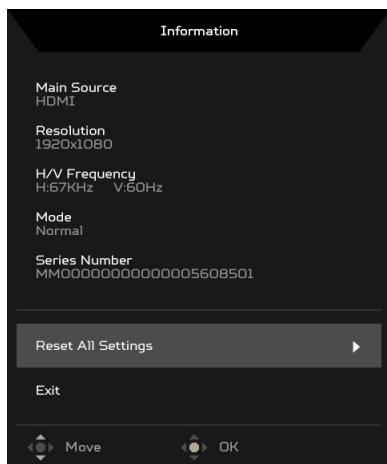 Information
Main Source
HDMI
Resolution
1920x1080
H/V Frequency
H:67KHz V:60Hz
Mode
Normal
Series Number
MM00000000000005608501
Reset All Settings
Exit
Move OK